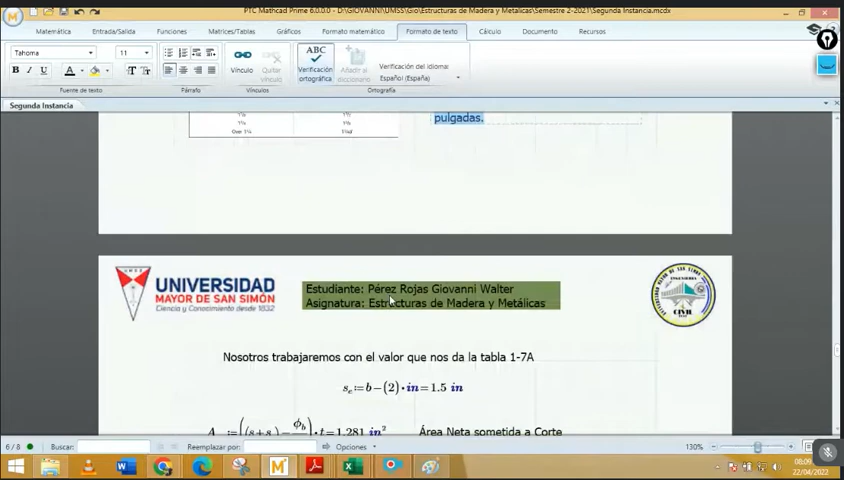 PTC Mathcad Prime 6.0.0.0 - D:\GIOVANNI\UMSS\Gio\Estructuras de Madera y Metalicas\Semestre 2-2021\Segunda Instancia.mcdx
Matemática Entrada/Salida Funciones Matrices/Tablas Gráficos Formato matemático Formato de texto Cálculo Documento Recursos
Tahoma 11
B I U
Vínculo
Quitar vínculo
ABC
Verificación ortográfica
Añadir al diccionario
Verificación del idioma:
Español (España)
Fuente de texto Párrafo Vínculos Ortografía
Segunda Instancia
pulgadas.
Over 1¼
UNIVERSIDAD
MAYOR DE SAN SIMÓN
Ciencia y Conocimiento desde 1832
Estudiante: Pérez Rojas Giovanni Walter
Asignatura: Estructuras de Madera y Metálicas
CIVIL
Nosotros trabajaremos con el valor que nos da la tabla 1-7A
s_e:=b-(2)·in=1.5 in
t=1.281 in² Área Neta sometida a Corte
6 / 8 Buscar: Reemplazar por: Opciones 130%
08:09
22/04/2022